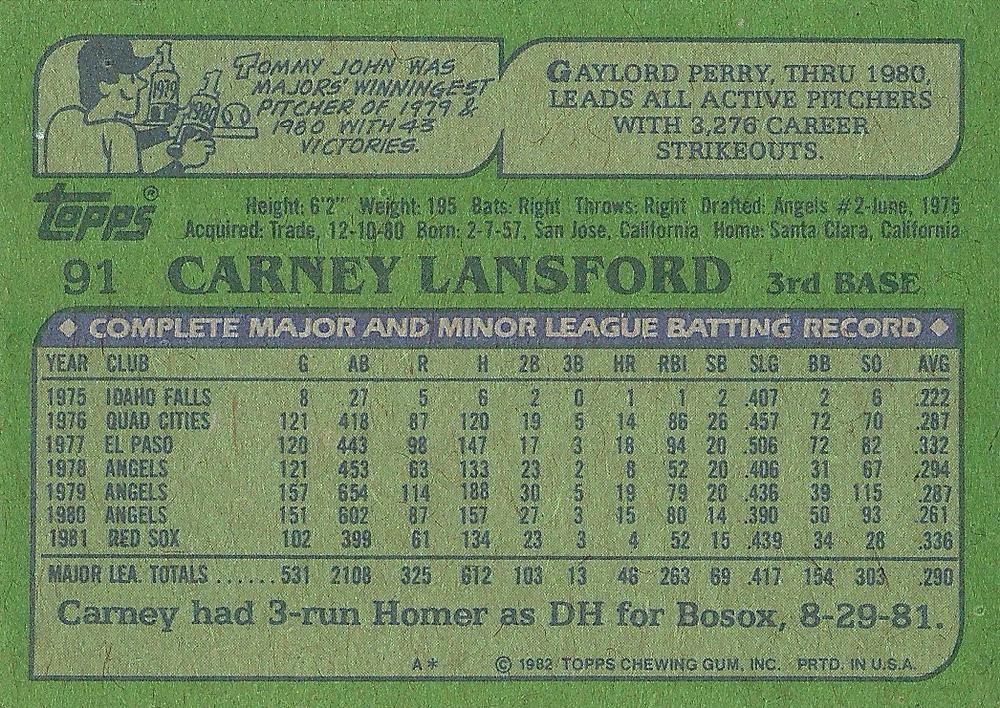 1979
1980
TOMMY JOHN WAS
MAJORS' WINNINGEST
PITCHER OF 1979 &
1980 WITH 43
VICTORIES.
GAYLORD PERRY, THRU 1980,
LEADS ALL ACTIVE PITCHERS
WITH 3,276 CAREER
STRIKEOUTS.
Topps®
Height: 6'2" Weight: 195 Bats: Right Throws: Right Drafted: Angels #2-June, 1975
Acquired: Trade, 12-10-80 Born: 2-7-57, San Jose, California Home: Santa Clara, California
91 CARNEY LANSFORD 3rd BASE
◆ COMPLETE MAJOR AND MINOR LEAGUE BATTING RECORD ◆
YEAR CLUB G AB R H 2B 3B HR RBI SB SLG BB SO AVG
1975 IDAHO FALLS 8 27 5 6 2 0 1 1 2 .407 2 6 .222
1976 QUAD CITIES 121 418 87 120 19 5 14 86 26 .457 72 70 .287
1977 EL PASO 120 443 98 147 17 3 18 94 20 .506 72 82 .332
1978 ANGELS 121 453 63 133 23 2 8 52 20 .406 31 67 .294
1979 ANGELS 157 654 114 188 30 5 19 79 20 .436 39 115 .287
1980 ANGELS 151 602 87 157 27 3 15 80 14 .390 50 93 .261
1981 RED SOX 102 399 61 134 23 3 4 52 15 .439 34 28 .336
MAJOR LEA. TOTALS ....... 531 2108 325 612 103 13 46 263 69 .417 154 303 .290
Carney had 3-run Homer as DH for Bosox, 8-29-81.
A* © 1982 TOPPS CHEWING GUM, INC. PRTD. IN U.S.A.